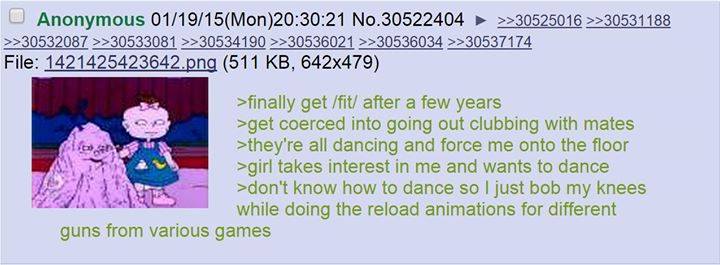 Anonymous 01/19/15(Mon)20:30:21 No.30522404 ► >>30525016 >>30531188
>>30532087 >>30533081 >>30534190 >>30536021 >>30536034 >>30537174
File: 1421425423642.png (511 KB, 642x479)
>finally get /fit/ after a few years
>get coerced into going out clubbing with mates
>they're all dancing and force me onto the floor
>girl takes interest in me and wants to dance
>don't know how to dance so I just bob my knees
while doing the reload animations for different
guns from various games